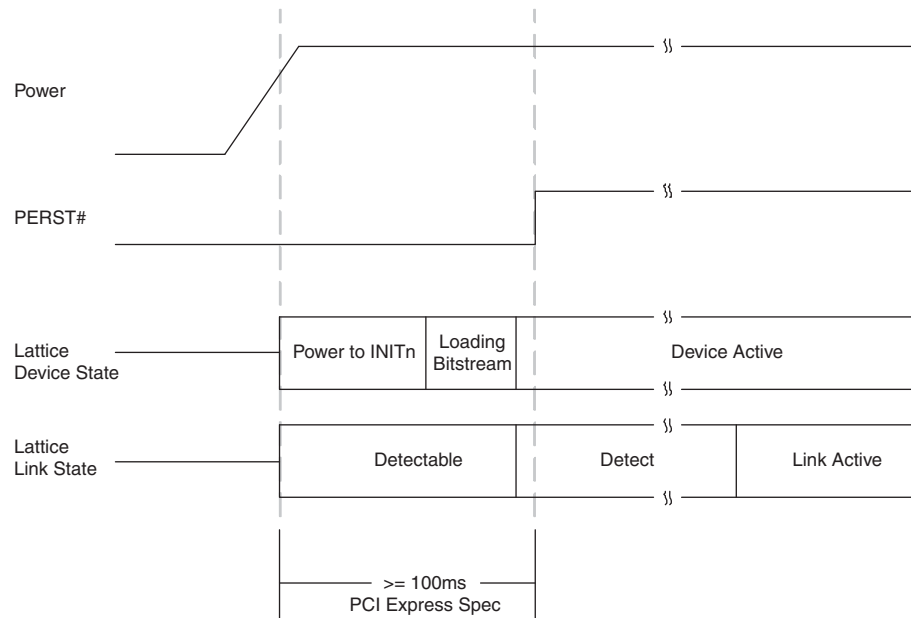 Power
PERST#
Lattice
Device State
Power to INITn
Loading
Bitstream
Device Active
Lattice
Link State
Detectable
Detect
Link Active
>= 100ms
PCI Express Spec